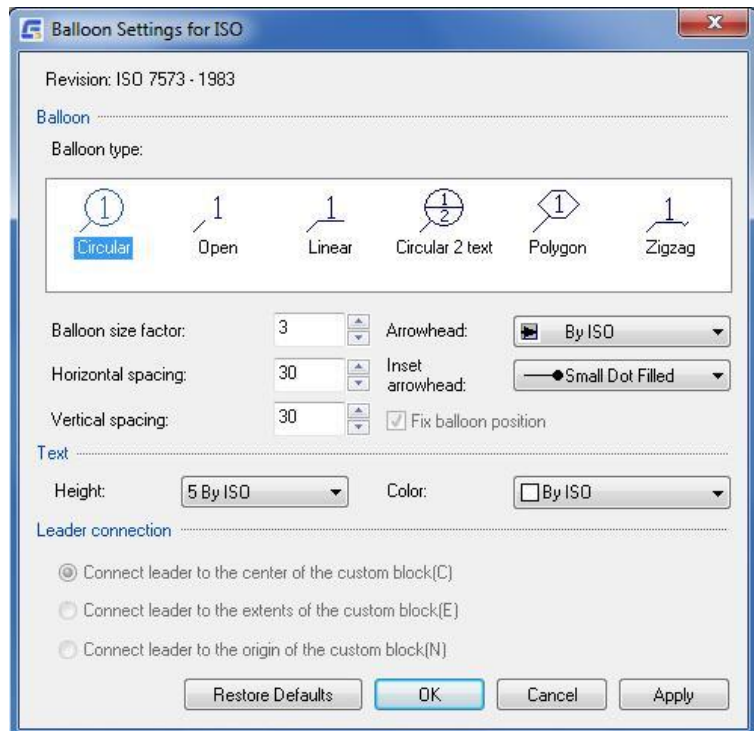 Balloon Settings for ISO
Revision: ISO 7573 - 1983
Balloon
Balloon type:
1 1 1 1 2 1 1
Circular Open Linear Circular 2 text Polygon Zigzag
Balloon size factor: 3 Arrowhead: By ISO
Horizontal spacing: 30 Inset arrowhead: Small Dot Filled
Vertical spacing: 30 Fix balloon position
Text
Height: 5 By ISO Color: By ISO
Leader connection
Connect leader to the center of the custom block(C)
Connect leader to the extents of the custom block(E)
Connect leader to the origin of the custom block(N)
Restore Defaults OK Cancel Apply